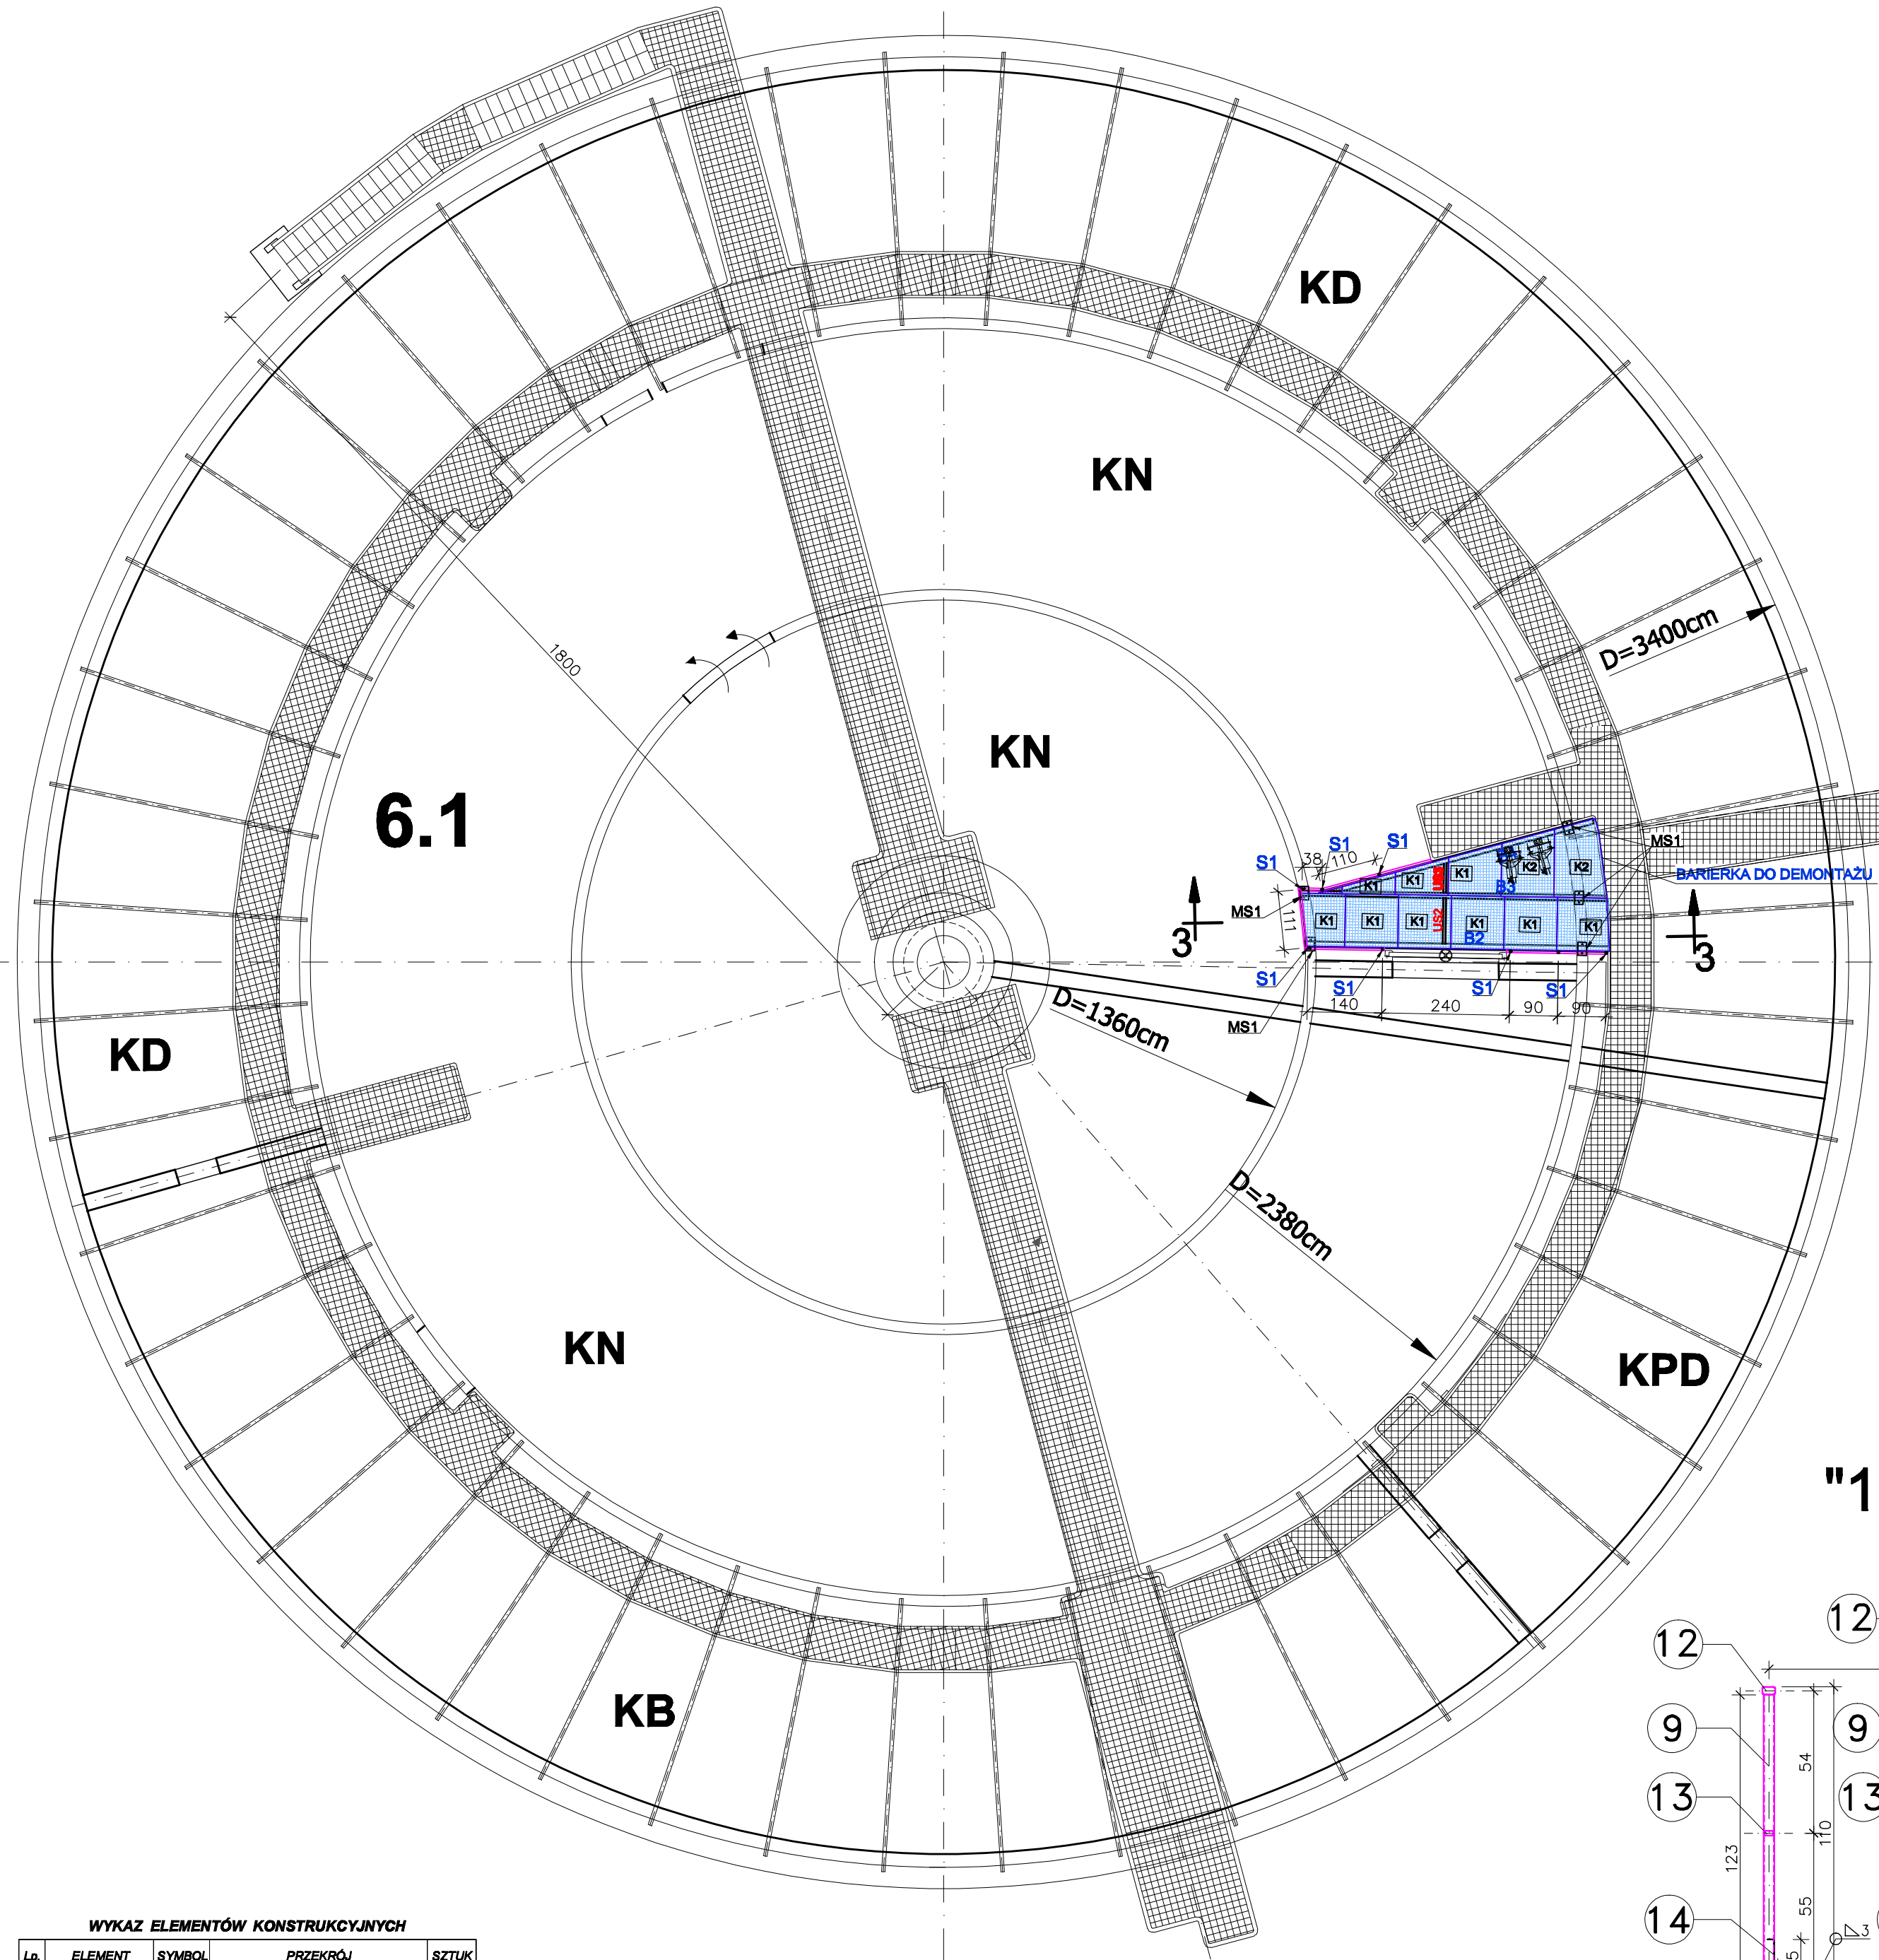 KD
KN
D=3400cm
1800
KN
6.1
S1
S1
S1
38
110
MS1
K1
K1
K1
K2
K2
BARIERKA DO DEMONTAŻU
B3
MS1
111
K1
K1
K1
US2
K1
K1
K1
B2
3
3
S1
S1
S1
S1
140
240
90
90
MS1
D=1360cm
KD
D=2380cm
KN
KPD
"1
12
12
KB
9
9
54
13
13
110
123
55
14
3
5
WYKAZ ELEMENTÓW KONSTRUKCYJNYCH
Lp. ELEMENT SYMBOL PRZEKRÓJ SZTUK